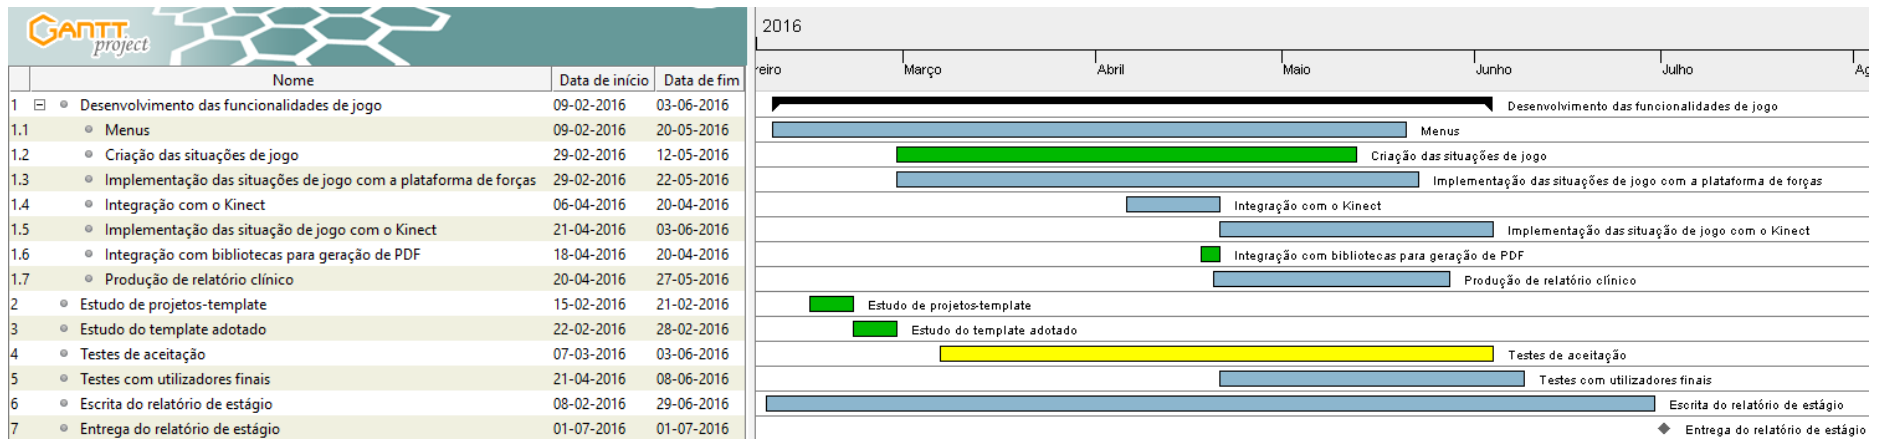 GANTT
project
2016
eiro Março Abril Maio Junho Julho Ag
Nome Data de início Data de fim
1 Desenvolvimento das funcionalidades de jogo 09-02-2016 03-06-2016 Desenvolvimento das funcionalidades de jogo
1.1 Menus 09-02-2016 20-05-2016 Menus
1.2 Criação das situações de jogo 29-02-2016 12-05-2016 Criação das situações de jogo
1.3 Implementação das situações de jogo com a plataforma de forças 29-02-2016 22-05-2016 Implementação das situações de jogo com a plataforma de forças
1.4 Integração com o Kinect 06-04-2016 20-04-2016 Integração com o Kinect
1.5 Implementação das situação de jogo com o Kinect 21-04-2016 03-06-2016 Implementação das situação de jogo com o Kinect
1.6 Integração com bibliotecas para geração de PDF 18-04-2016 20-04-2016 Integração com bibliotecas para geração de PDF
1.7 Produção de relatório clínico 20-04-2016 27-05-2016 Produção de relatório clínico
2 Estudo de projetos-template 15-02-2016 21-02-2016 Estudo de projetos-template
3 Estudo do template adotado 22-02-2016 28-02-2016 Estudo do template adotado
4 Testes de aceitação 07-03-2016 03-06-2016 Testes de aceitação
5 Testes com utilizadores finais 21-04-2016 08-06-2016 Testes com utilizadores finais
6 Escrita do relatório de estágio 08-02-2016 29-06-2016 Escrita do relatório de estágio
7 Entrega do relatório de estágio 01-07-2016 01-07-2016 Entrega do relatório de estágio